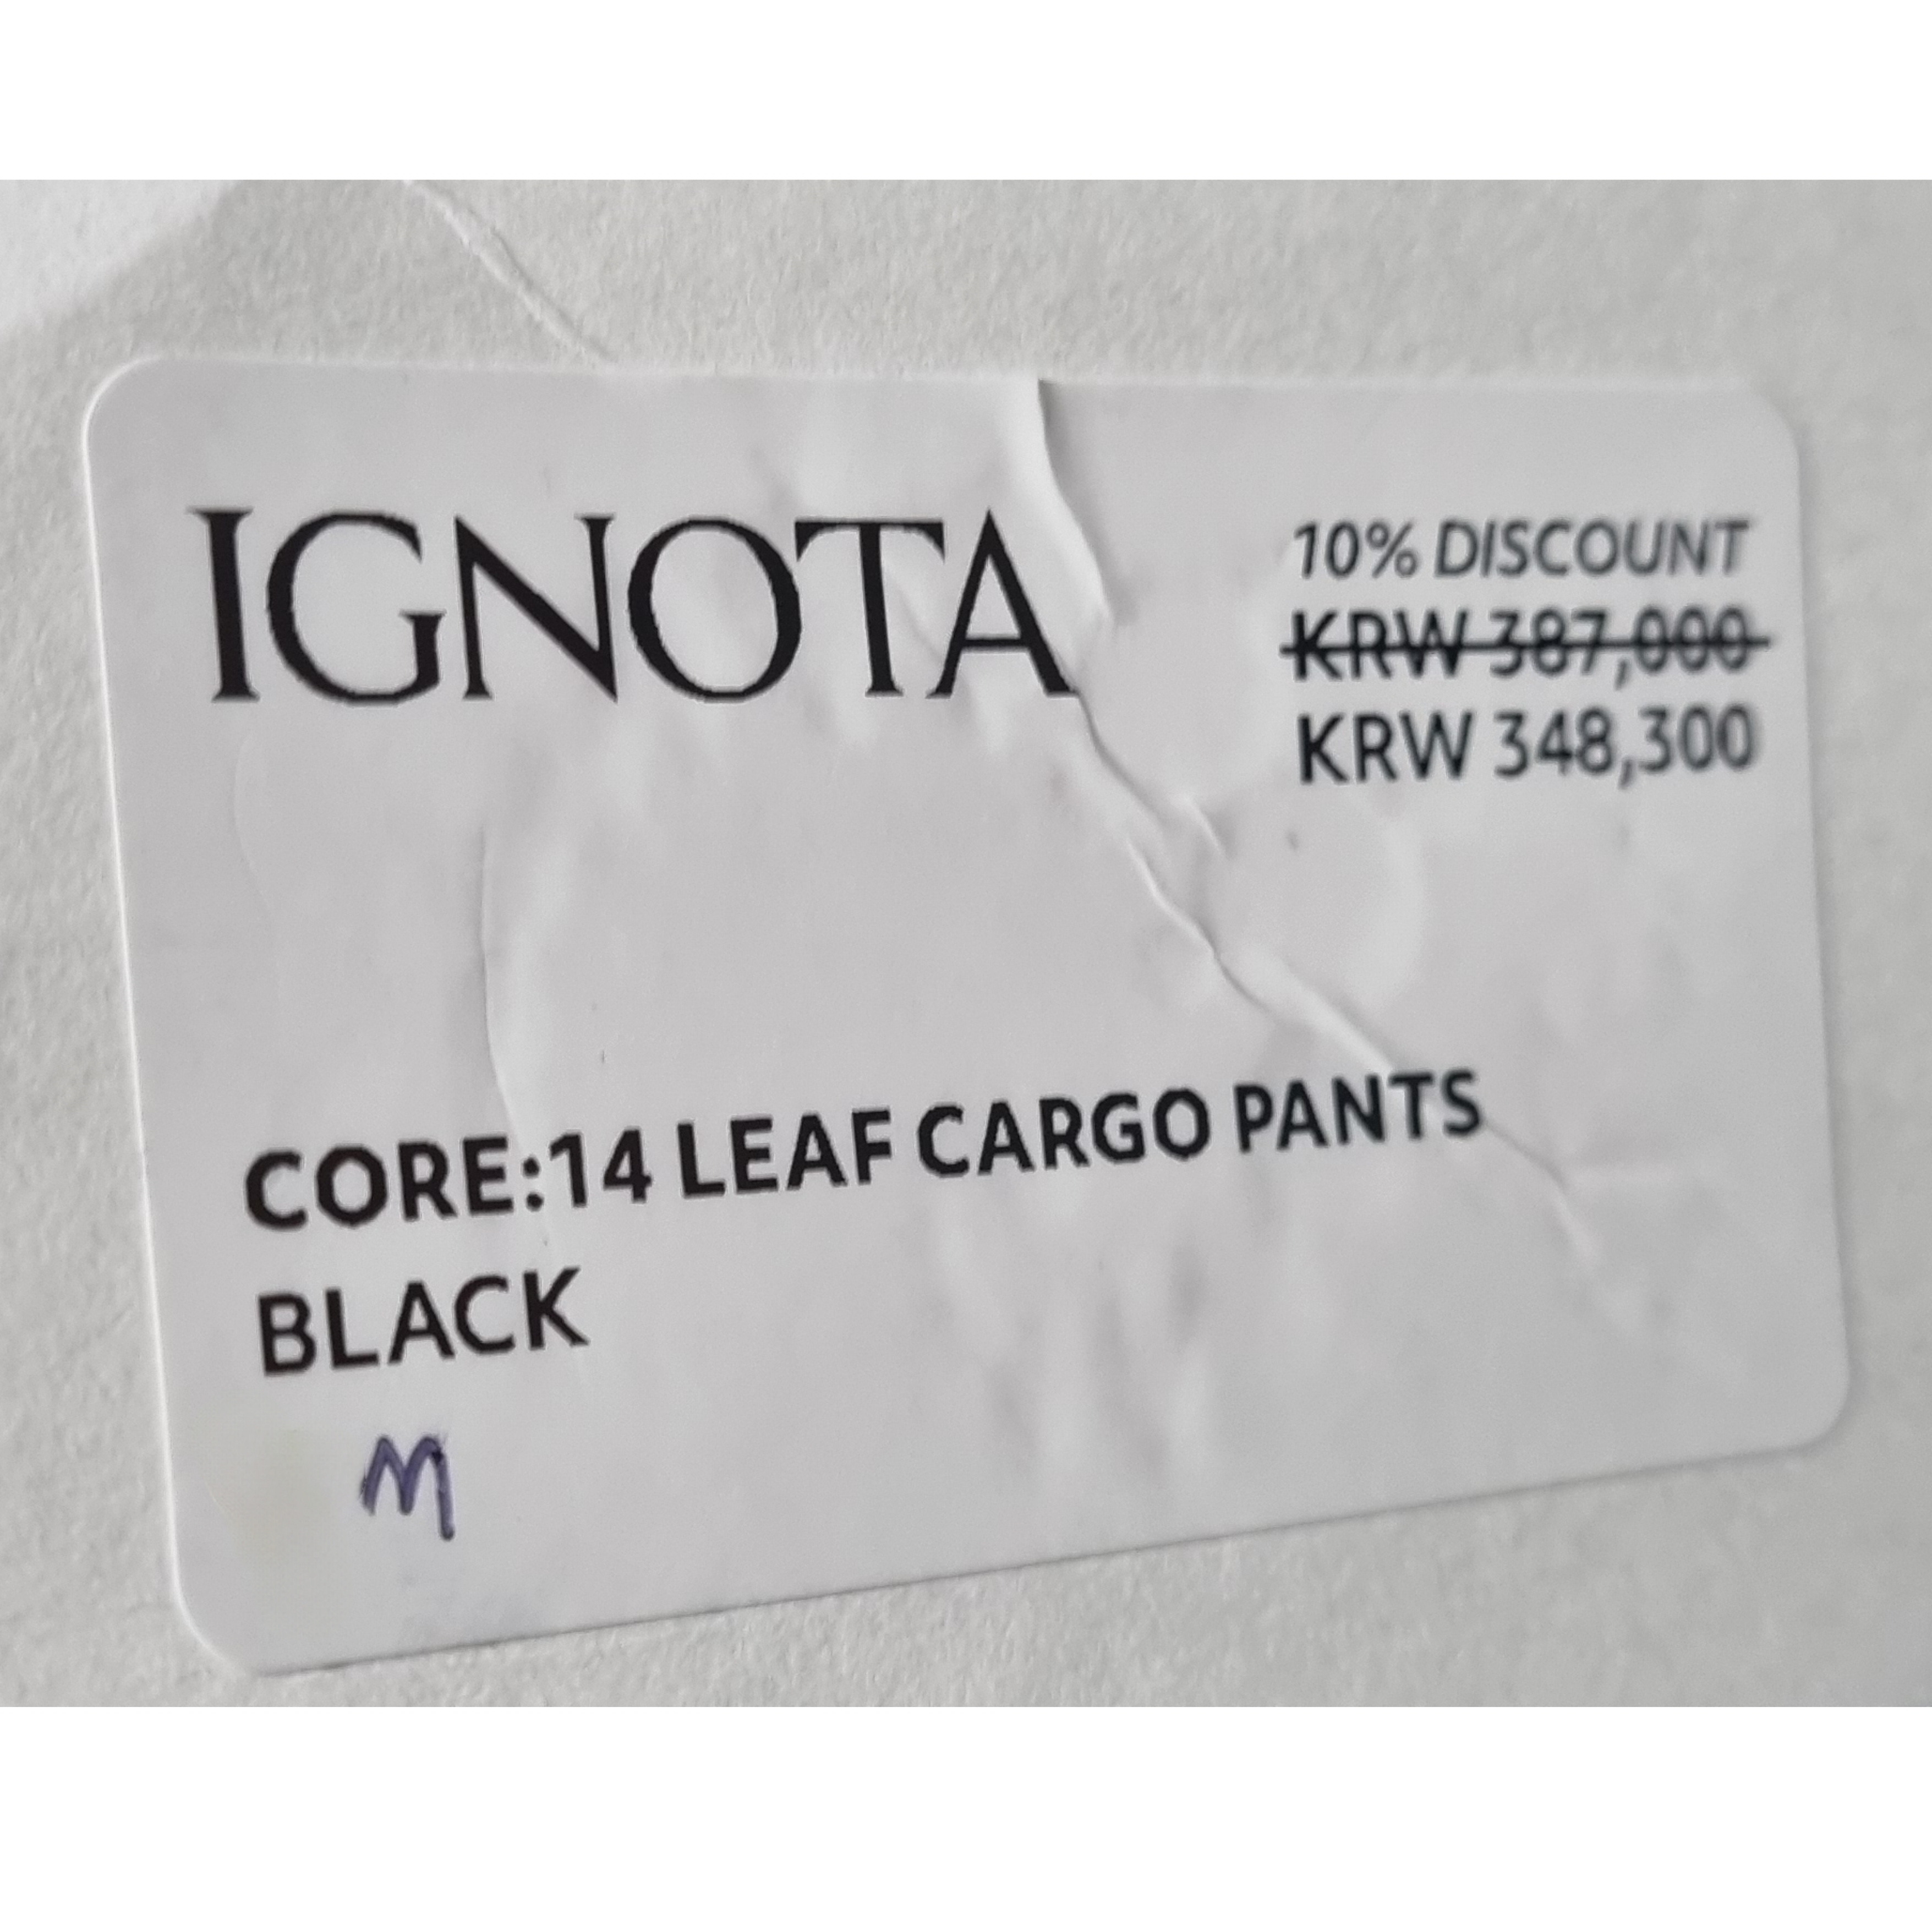 IGNOTA
10% DISCOUNT
KRW 387,000
KRW 348,300
CORE:14 LEAF CARGO PANTS
BLACK
M